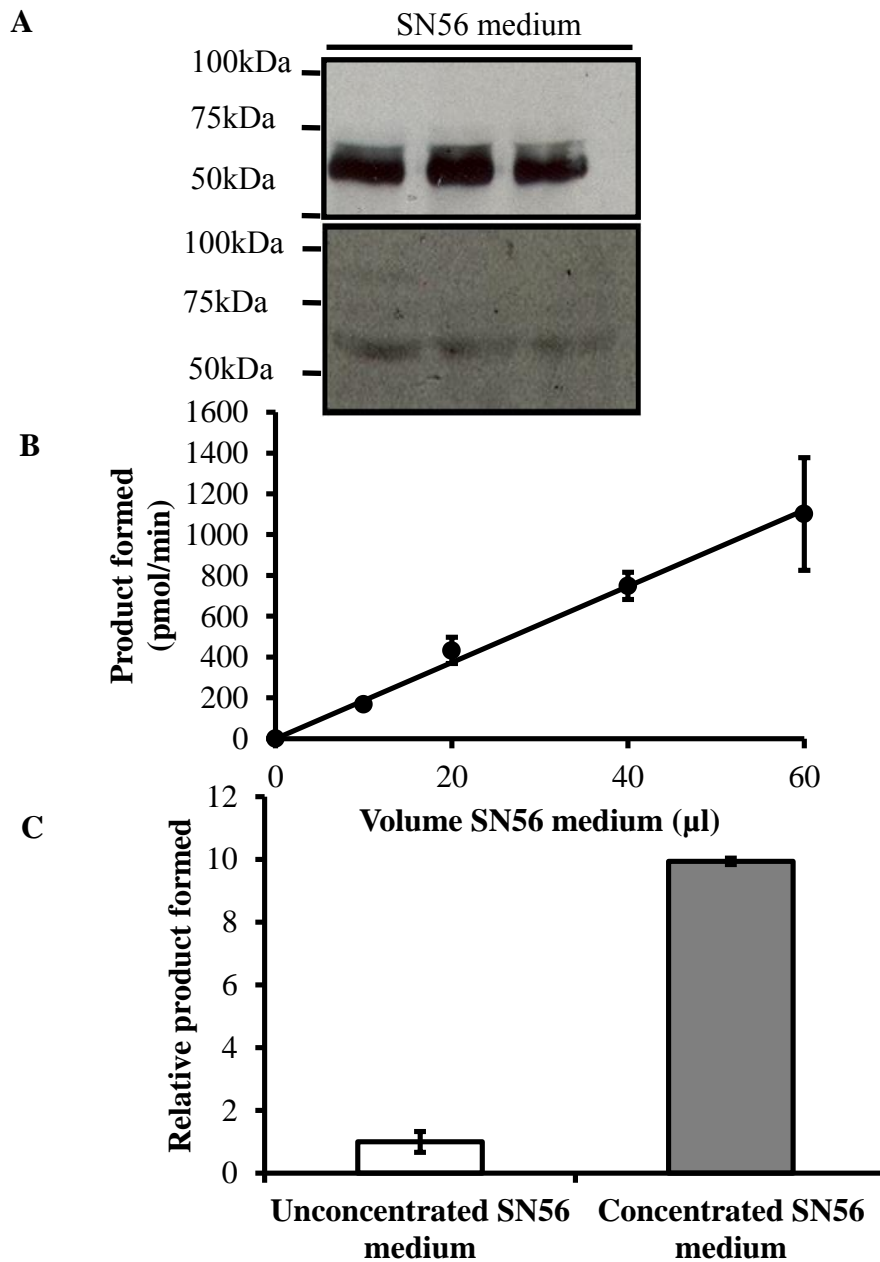 A
SN56 medium
100kDa
75kDa
50kDa
100kDa
75kDa
50kDa
B
Product formed
(pmol/min)
1600
1400
1200
1000
800
600
400
200
0
0 20 40 60
Volume SN56 medium (µl)
C
Relative product formed
12
10
8
6
4
2
0
Unconcentrated SN56 Concentrated SN56
medium medium